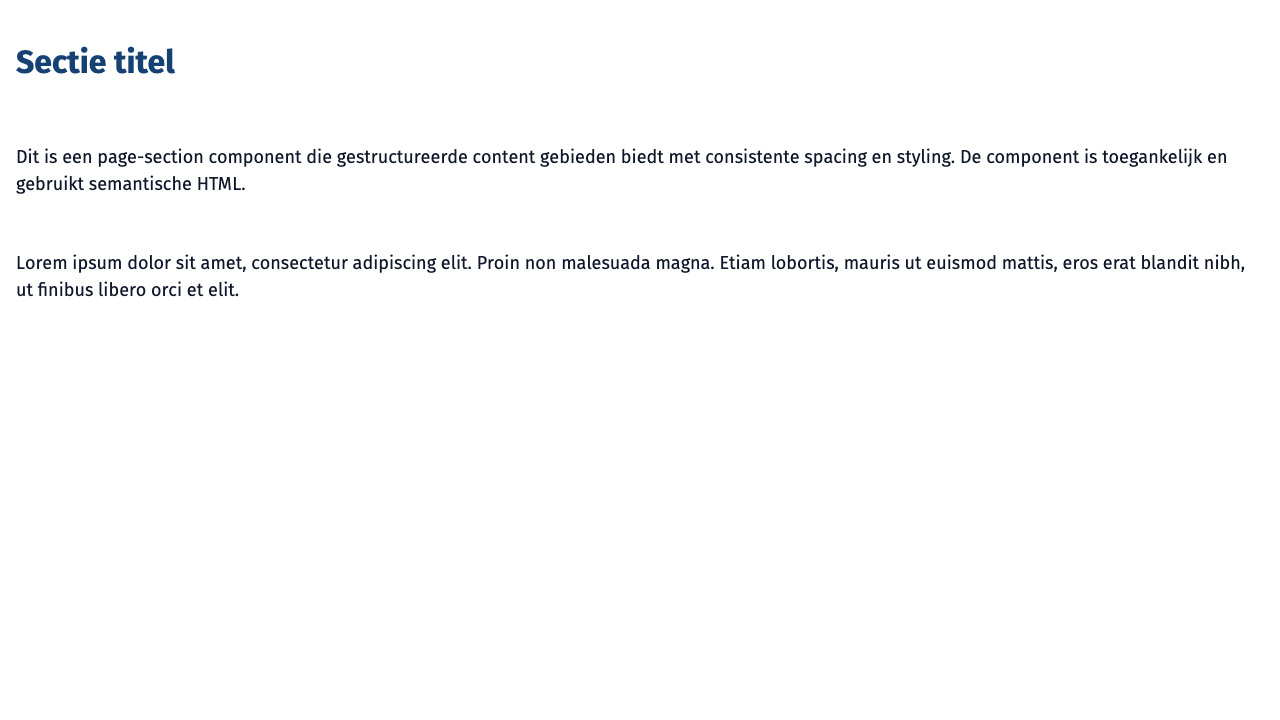 Sectie titel
Dit is een page-section component die gestructureerde content gebieden biedt met consistente spacing en styling. De component is toegankelijk en
gebruikt semantische HTML.
Lorem ipsum dolor sit amet, consectetur adipiscing elit. Proin non malesuada magna. Etiam lobortis, mauris ut euismod mattis, eros erat blandit nibh,
ut finibus libero orci et elit.